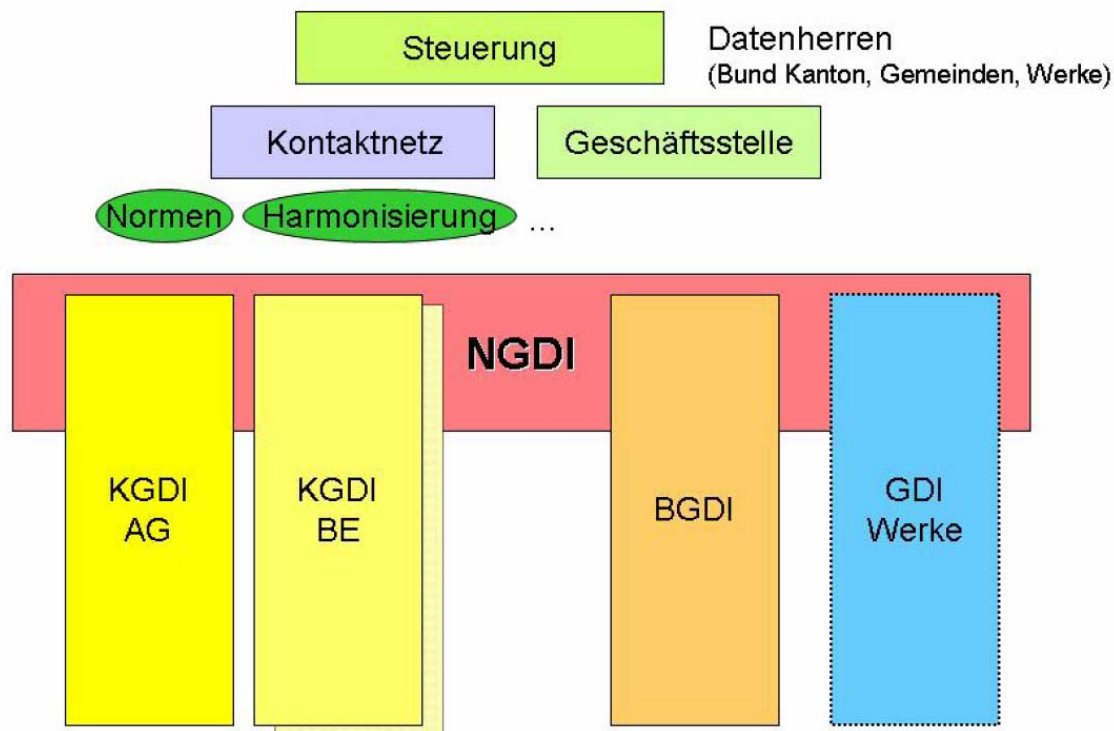 Steuerung
Datenherren
(Bund Kanton, Gemeinden, Werke)
Kontaktnetz
Geschäftsstelle
Normen
Harmonisierung
...
NGDI
KGDI
AG
KGDI
BE
BGDI
GDI
Werke